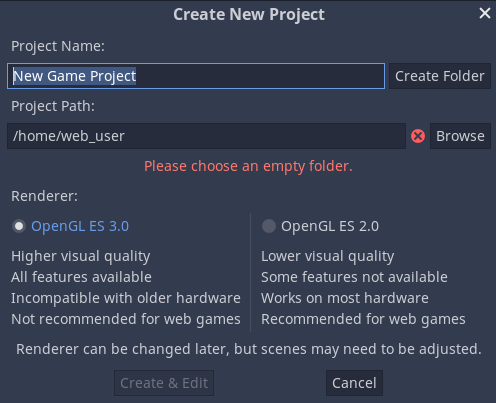 Create New Project
Project Name:
New Game Project
Create Folder
Project Path:
/home/web_user
Browse
Please choose an empty folder.
Renderer:
OpenGL ES 3.0
Higher visual quality
All features available
Incompatible with older hardware
Not recommended for web games
OpenGL ES 2.0
Lower visual quality
Some features not available
Works on most hardware
Recommended for web games
Renderer can be changed later, but scenes may need to be adjusted.
Create & Edit
Cancel